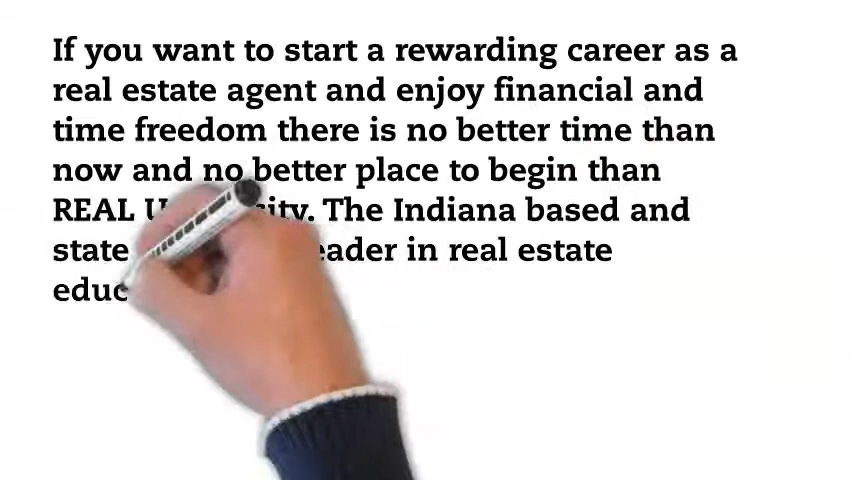 If you want to start a rewarding career as a
real estate agent and enjoy financial and
time freedom there is no better time than
now and no better place to begin than
REAL The Indiana based and
state in real estate